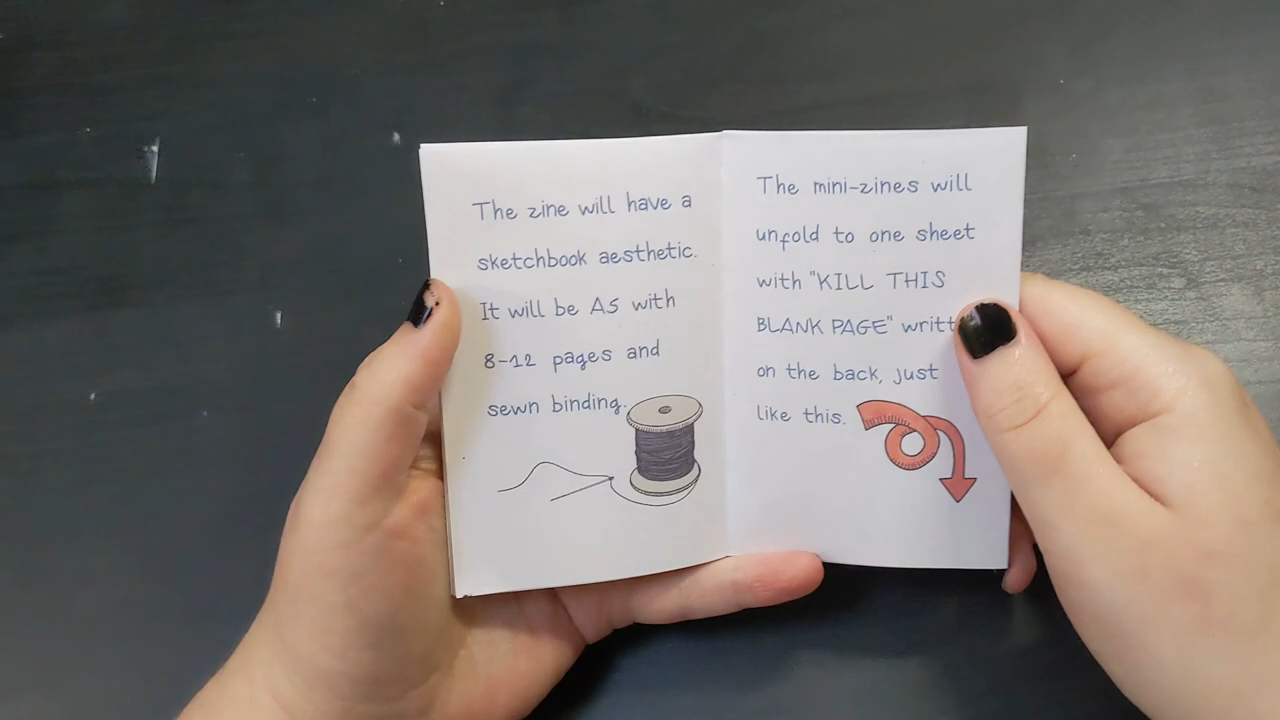 The zine will have a
sketchbook aesthetic.
It will be A5 with
8-12 pages and
sewn binding.
The mini-zines will
unfold to one sheet
with "KILL THIS
BLANK PAGE"
on the back, just
like this.